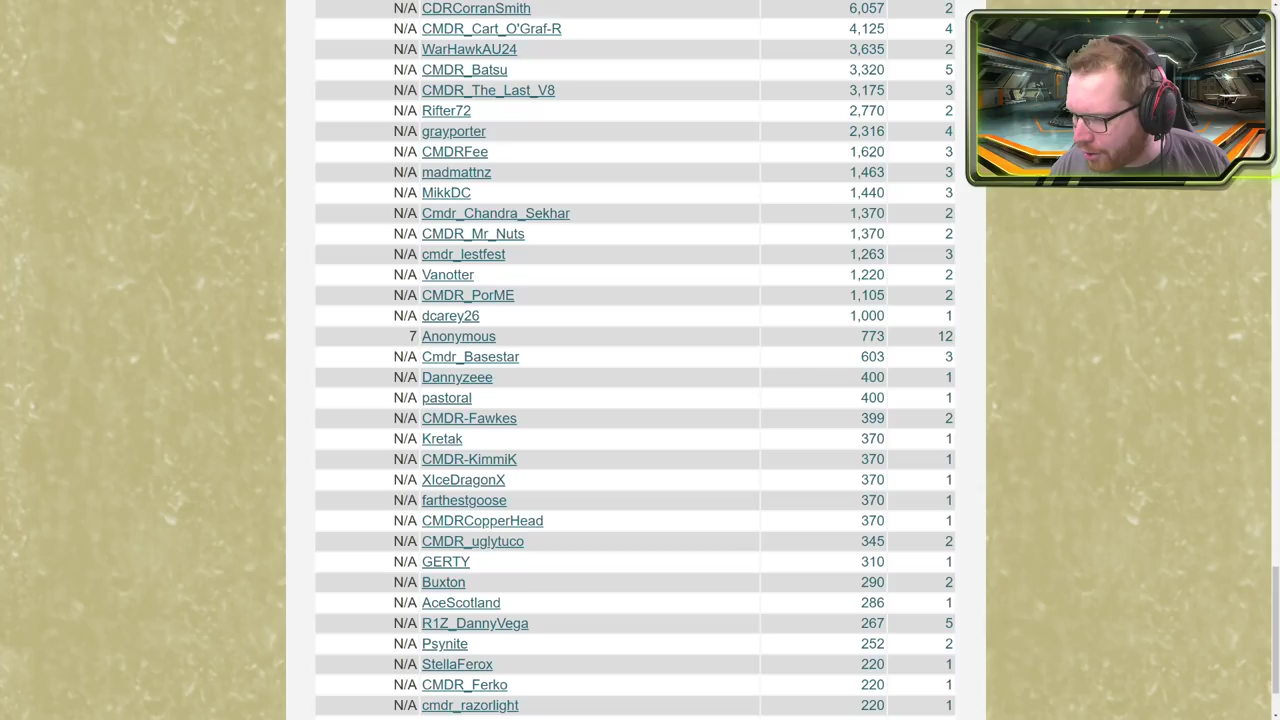 N/A CDRCorranSmith 6,057 2
N/A CMDR_Cart_O'Graf-R 4,125 4
N/A WarHawkAU24 3,635 2
N/A CMDR_Batsu 3,320 5
N/A CMDR_The_Last_V8 3,175 3
N/A Rifter72 2,770 2
N/A grayporter 2,316 4
N/A CMDRFee 1,620 3
N/A madmattnz 1,463 3
N/A MikkDC 1,440 3
N/A Cmdr_Chandra_Sekhar 1,370 2
N/A CMDR_Mr_Nuts 1,370 2
N/A cmdr_lestfest 1,263 3
N/A Vanotter 1,220 2
N/A CMDR_PorME 1,105 2
N/A dcarey26 1,000 1
7 Anonymous 773 12
N/A Cmdr_Basestar 603 3
N/A Dannyzeee 400 1
N/A pastoral 400 1
N/A CMDR-Fawkes 399 2
N/A Kretak 370 1
N/A CMDR-KimmiK 370 1
N/A XIceDragonX 370 1
N/A farthestgoose 370 1
N/A CMDRCopperHead 370 1
N/A CMDR_uglytuco 345 2
N/A GERTY 310 1
N/A Buxton 290 2
N/A AceScotland 286 1
N/A R1Z_DannyVega 267 5
N/A Psynite 252 2
N/A StellaFerox 220 1
N/A CMDR_Ferko 220 1
N/A cmdr_razorlight 220 1